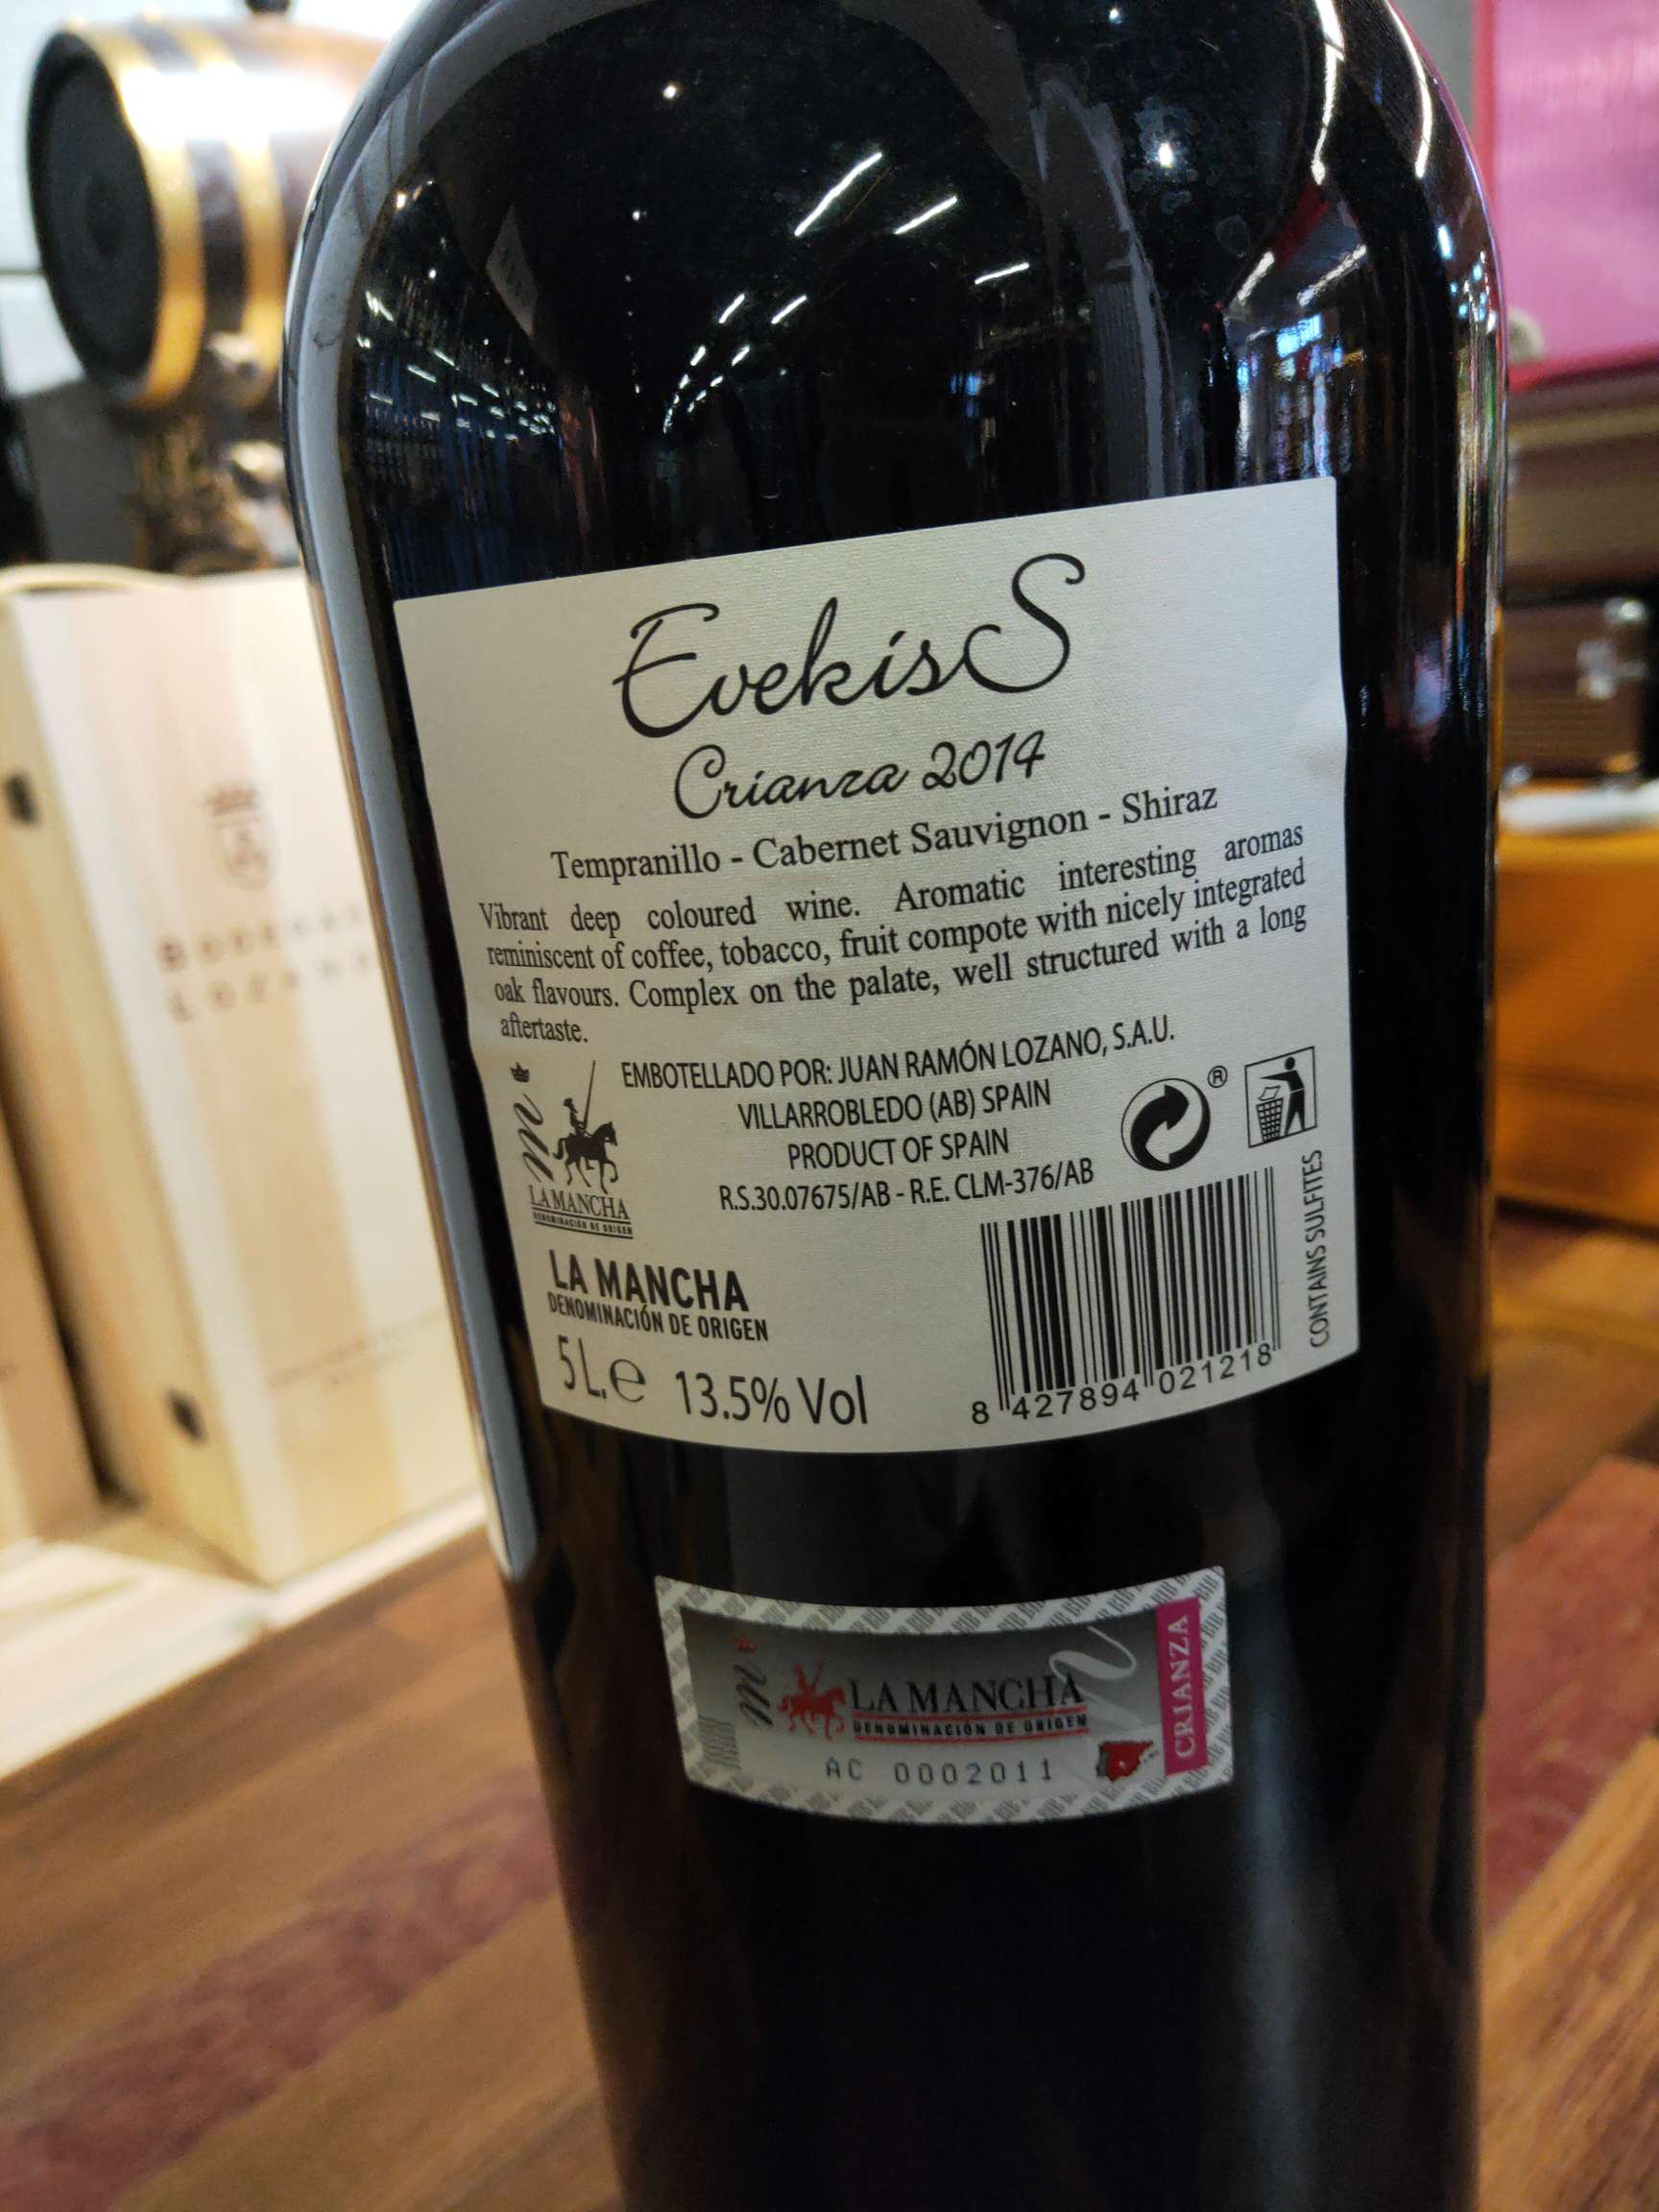 EvekisS
Crianza 2014
Tempranillo - Cabernet Sauvignon - Shiraz
Vibrant deep coloured wine. Aromatic interesting aromas
reminiscent of coffee, tobacco, fruit compote with nicely integrated
oak flavours. Complex on the palate, well structured with a long
aftertaste.
EMBOTELLADO POR: JUAN RAMÓN LOZANO, S.A.U.
VILLARROBLEDO (AB) SPAIN
PRODUCT OF SPAIN
R.S.30.07675/AB - R.E. CLM-376/AB
®
m
LA MANCHA
DENOMINACIÓN DE ORIGEN
LA MANCHA
DENOMINACIÓN DE ORIGEN
5L.e 13.5% Vol
8 427894 021218
CONTAINS SULFITES
BODEGAS
LOZANO
m
LA MANCHA
DENOMINACIÓN DE ORIGEN
AC 0002011
CRIANZA